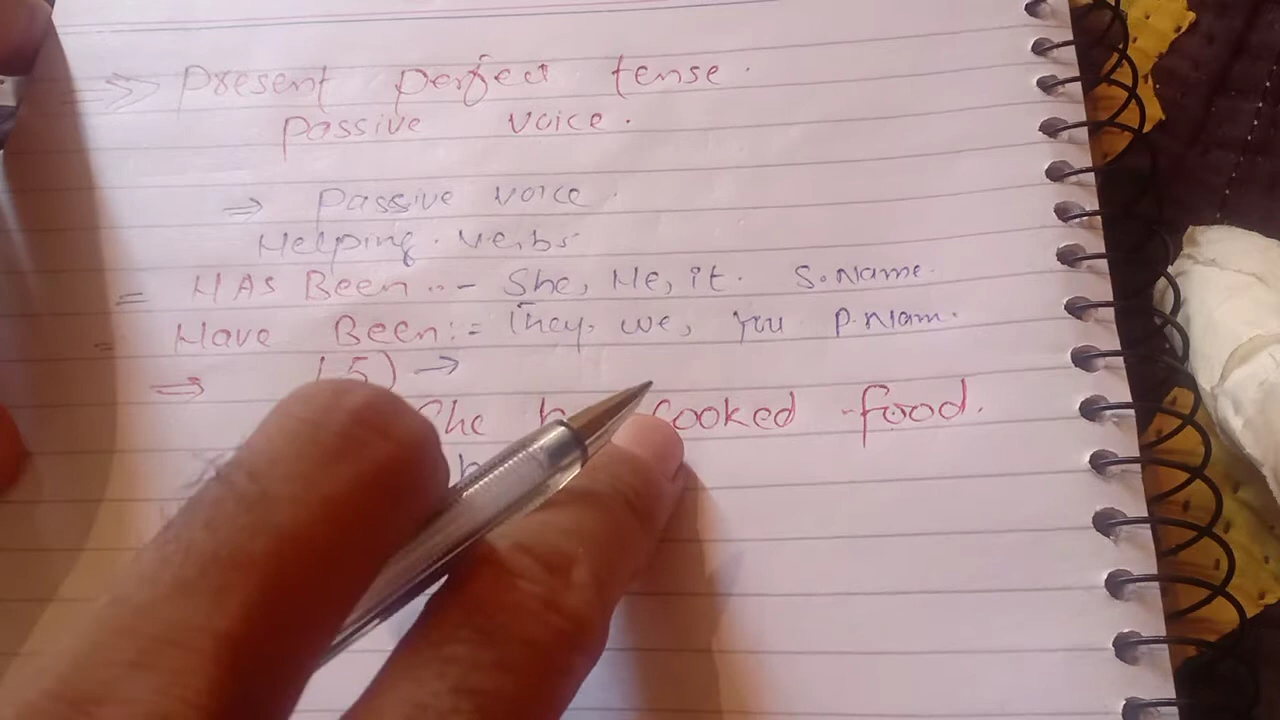 Present perfect tense.
Passive voice.
⇒ Passive voice.
Helping verbs
= HAS Been :- She, He, it. S.Name.
= Have Been :- They, we, You P.Nam.
⇒ (5) →
She cooked food.